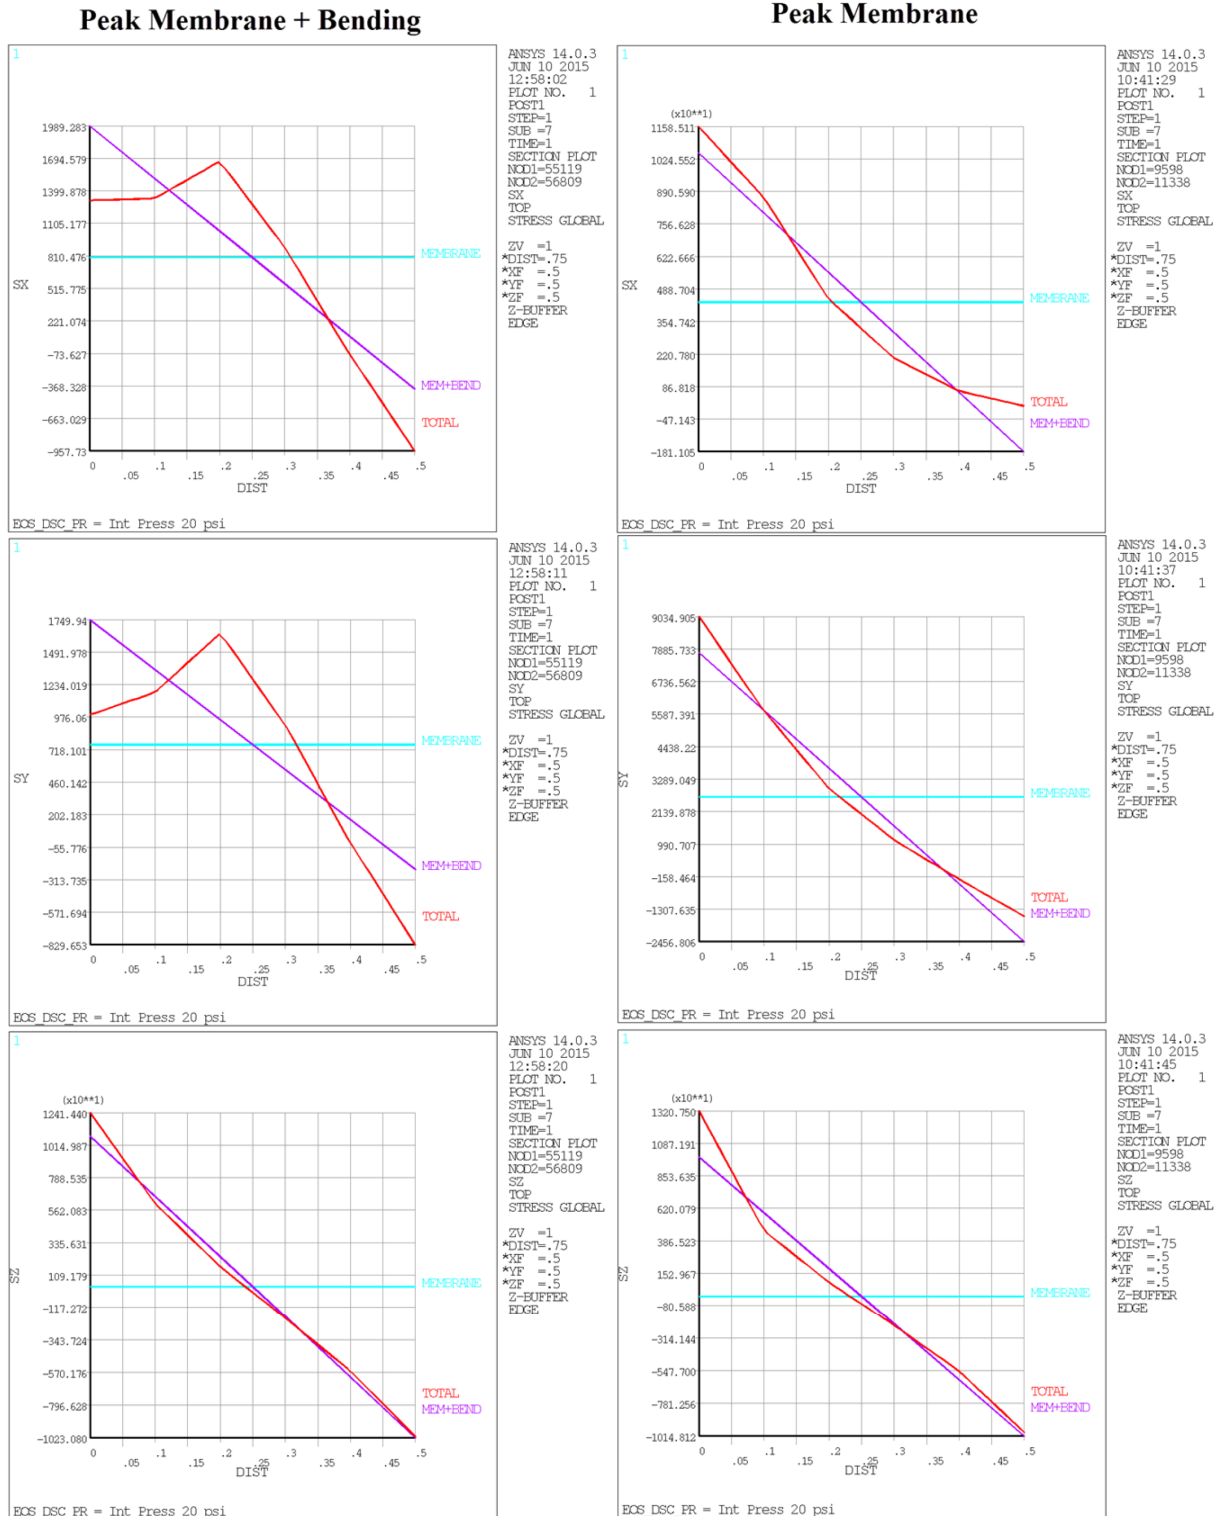 Peak Membrane + Bending
Peak Membrane
1
ANSYS 14.0.3
JUN 10 2015
12:58:02
PLOT NO. 1
POST1
STEP=1
SUB =7
TIME=1
SECTION PLOT
NOD1=55119
NOD2=56809
SX
TOP
STRESS GLOBAL
ZV =1
*DIST=.75
*XF =.5
*YF =.5
*ZF =.5
Z-BUFFER
EDGE
1989.283
1694.579
1399.878
1105.177
810.476
515.775
221.074
-73.627
-368.328
-663.029
-957.73
SX
MEMBRANE
MEM+BEND
TOTAL
0 .1 .2 .3 .4 .5
.05 .15 .25 .35 .45
DIST
EOS_DSC_PR = Int Press 20 psi
1
ANSYS 14.0.3
JUN 10 2015
10:41:29
PLOT NO. 1
POST1
STEP=1
SUB =7
TIME=1
SECTION PLOT
NOD1=9598
NOD2=11338
SX
TOP
STRESS GLOBAL
ZV =1
*DIST=.75
*XF =.5
*YF =.5
*ZF =.5
Z-BUFFER
EDGE
(x10**1)
1158.511
1024.552
890.590
756.628
622.666
488.704
354.742
220.780
86.818
-47.143
-181.105
SX
MEMBRANE
TOTAL
MEM+BEND
0 .1 .2 .3 .4 .5
.05 .15 .25 .35 .45
DIST
EOS_DSC_PR = Int Press 20 psi
1
ANSYS 14.0.3
JUN 10 2015
12:58:11
PLOT NO. 1
POST1
STEP=1
SUB =7
TIME=1
SECTION PLOT
NOD1=55119
NOD2=56809
SY
TOP
STRESS GLOBAL
ZV =1
*DIST=.75
*XF =.5
*YF =.5
*ZF =.5
Z-BUFFER
EDGE
1749.94
1491.978
1234.019
976.06
718.101
460.142
202.183
-55.776
-313.735
-571.694
-829.653
SY
MEMBRANE
MEM+BEND
TOTAL
0 .1 .2 .3 .4 .5
.05 .15 .25 .35 .45
DIST
EOS_DSC_PR = Int Press 20 psi
1
ANSYS 14.0.3
JUN 10 2015
10:41:37
PLOT NO. 1
POST1
STEP=1
SUB =7
TIME=1
SECTION PLOT
NOD1=9598
NOD2=11338
SY
TOP
STRESS GLOBAL
ZV =1
*DIST=.75
*XF =.5
*YF =.5
*ZF =.5
Z-BUFFER
EDGE
9034.905
7885.733
6736.562
5587.391
4438.22
3289.049
2139.878
990.707
-158.464
-1307.635
-2456.806
SY
MEMBRANE
TOTAL
MEM+BEND
0 .1 .2 .3 .4 .5
.05 .15 .25 .35 .45
DIST
EOS_DSC_PR = Int Press 20 psi
1
ANSYS 14.0.3
JUN 10 2015
12:58:20
PLOT NO. 1
POST1
STEP=1
SUB =7
TIME=1
SECTION PLOT
NOD1=55119
NOD2=56809
SZ
TOP
STRESS GLOBAL
ZV =1
*DIST=.75
*XF =.5
*YF =.5
*ZF =.5
Z-BUFFER
EDGE
(x10**1)
1241.440
1014.987
788.535
562.083
335.631
109.179
-117.272
-343.724
-570.176
-796.628
-1023.080
SZ
MEMBRANE
TOTAL
MEM+BEND
0 .1 .2 .3 .4 .5
.05 .15 .25 .35 .45
DIST
EOS_DSC_PR = Int Press 20 psi
1
ANSYS 14.0.3
JUN 10 2015
10:41:45
PLOT NO. 1
POST1
STEP=1
SUB =7
TIME=1
SECTION PLOT
NOD1=9598
NOD2=11338
SZ
TOP
STRESS GLOBAL
ZV =1
*DIST=.75
*XF =.5
*YF =.5
*ZF =.5
Z-BUFFER
EDGE
(x10**1)
1320.750
1087.191
853.635
620.079
386.523
152.967
-80.588
-314.144
-547.700
-781.256
-1014.812
SZ
MEMBRANE
TOTAL
MEM+BEND
0 .1 .2 .3 .4 .5
.05 .15 .25 .35 .45
DIST
EOS_DSC_PR = Int Press 20 psi